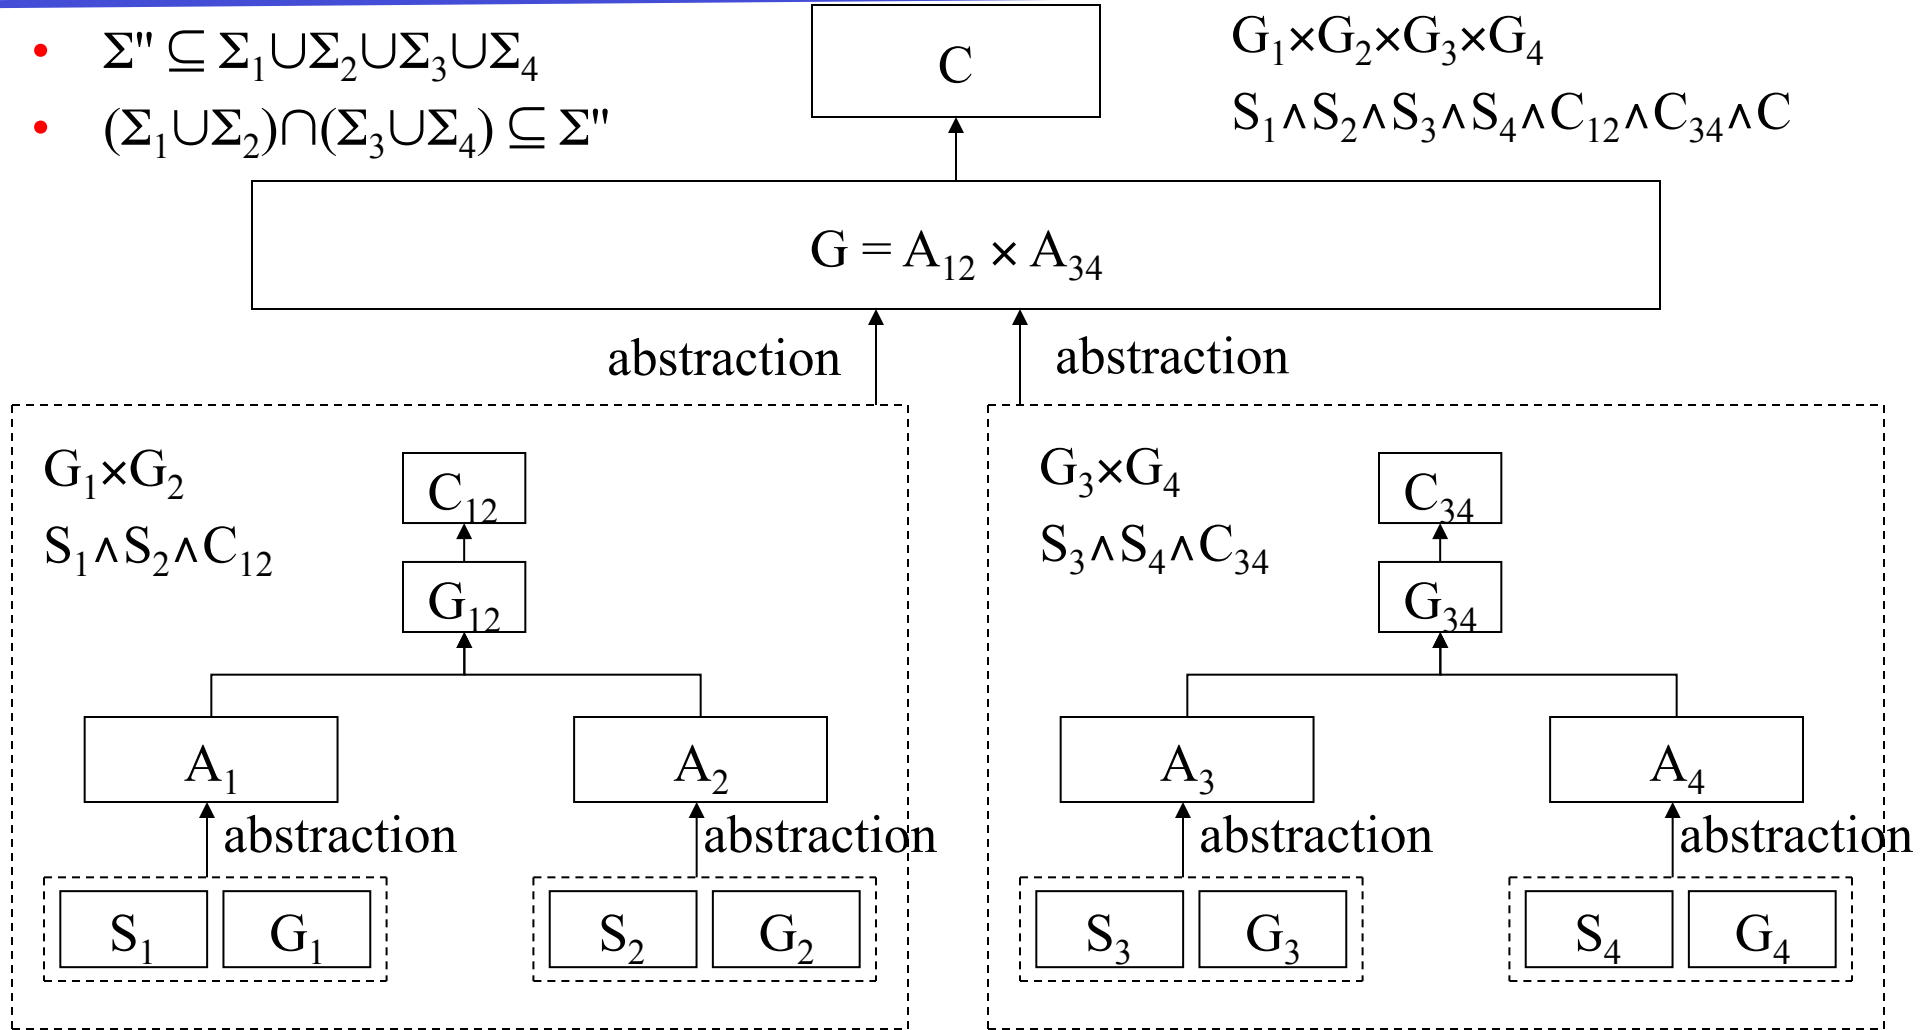 • Σ" ⊆ Σ₁∪Σ₂∪Σ₃∪Σ₄
• (Σ₁∪Σ₂)∩(Σ₃∪Σ₄) ⊆ Σ"
C
G₁×G₂×G₃×G₄
S₁∧S₂∧S₃∧S₄∧C₁₂∧C₃₄∧C
G = A₁₂ × A₃₄
abstraction
abstraction
G₁×G₂
S₁∧S₂∧C₁₂
C₁₂
G₁₂
A₁
A₂
abstraction
abstraction
S₁
G₁
S₂
G₂
G₃×G₄
S₃∧S₄∧C₃₄
C₃₄
G₃₄
A₃
A₄
abstraction
abstraction
S₃
G₃
S₄
G₄